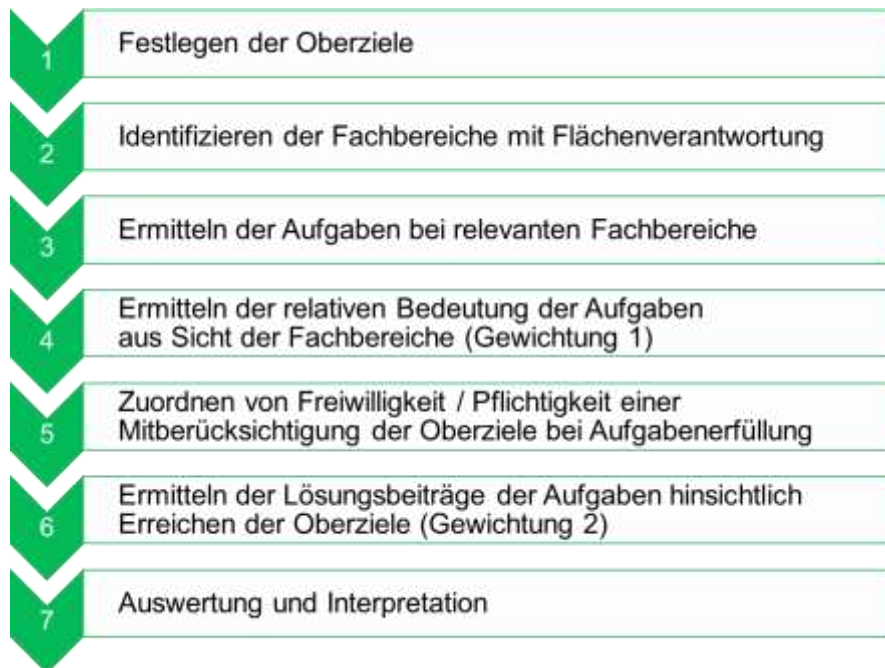 1
Festlegen der Oberziele
2
Identifizieren der Fachbereiche mit Flächenverantwortung
3
Ermitteln der Aufgaben bei relevanten Fachbereiche
4
Ermitteln der relativen Bedeutung der Aufgaben
aus Sicht der Fachbereiche (Gewichtung 1)
5
Zuordnen von Freiwilligkeit / Pflichtigkeit einer
Mitberücksichtigung der Oberziele bei Aufgabenerfüllung
6
Ermitteln der Lösungsbeiträge der Aufgaben hinsichtlich
Erreichen der Oberziele (Gewichtung 2)
7
Auswertung und Interpretation